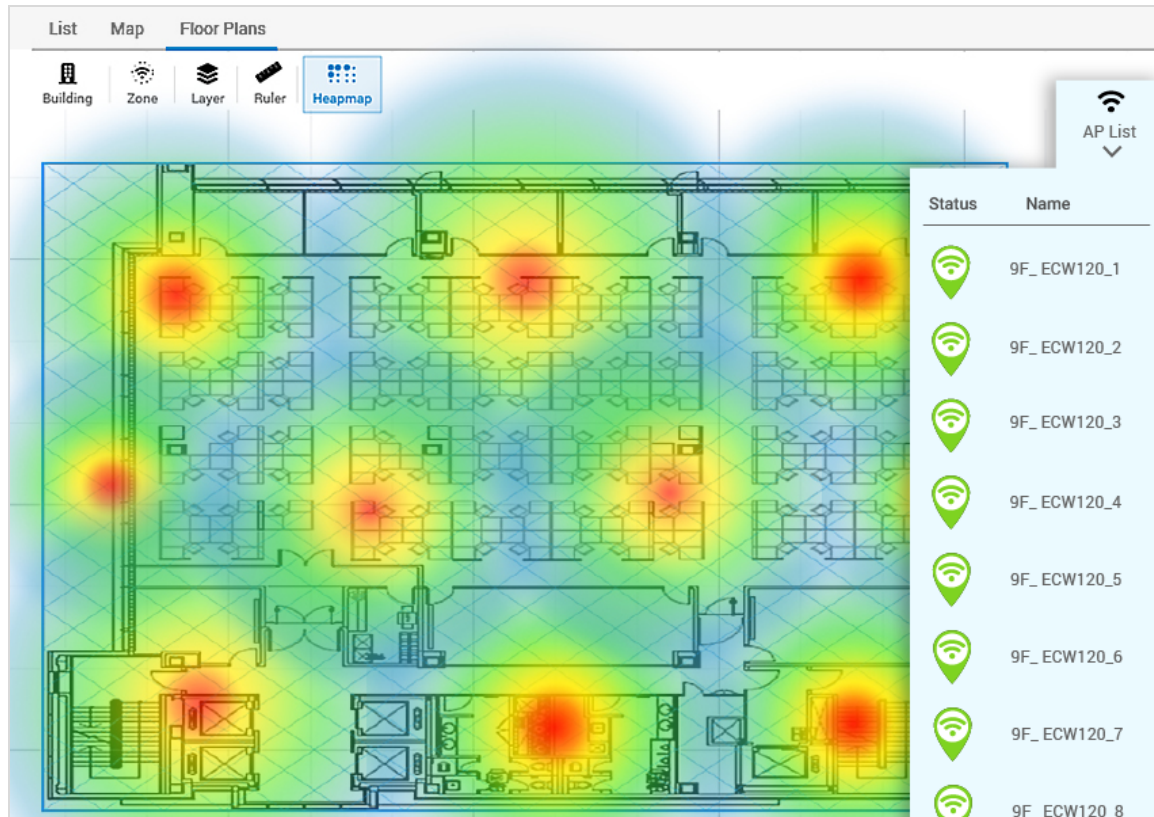 List Map Floor Plans
Building Zone Layer Ruler Heapmap
AP List
Status Name
9F_ ECW120_1
9F_ ECW120_2
9F_ ECW120_3
9F_ ECW120_4
9F_ ECW120_5
9F_ ECW120_6
9F_ ECW120_7
9F_ ECW120_8